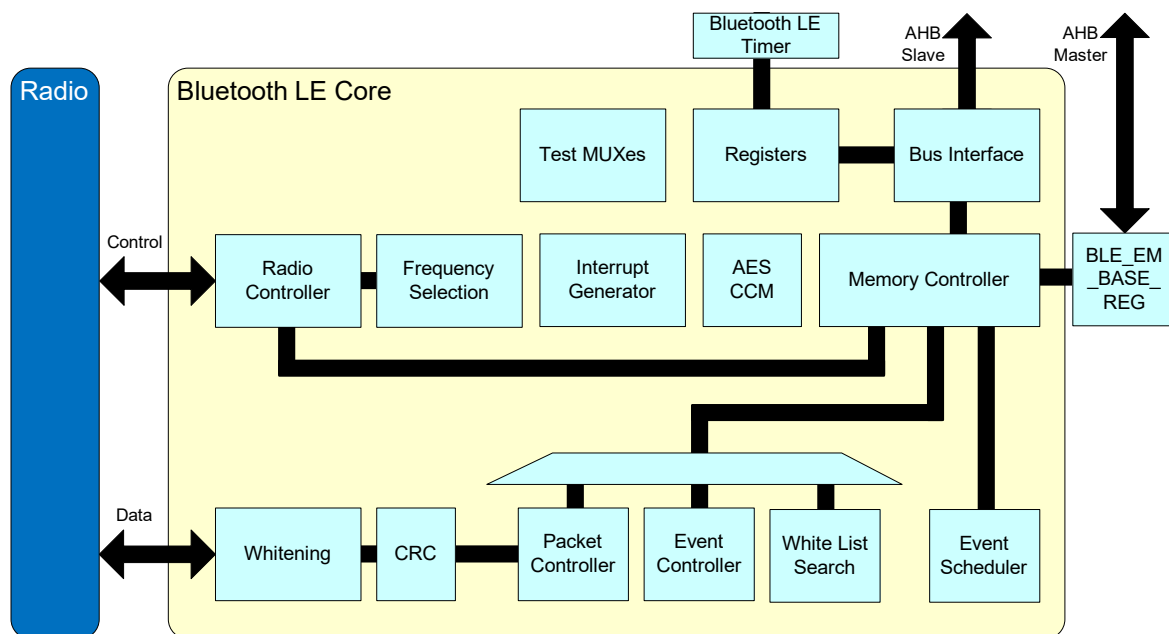 Bluetooth LE
Timer
AHB
Slave
AHB
Master
Radio
Bluetooth LE Core
Test MUXes
Registers
Bus Interface
Control
Radio
Controller
Frequency
Selection
Interrupt
Generator
AES
CCM
Memory Controller
BLE_EM
_BASE_
REG
Data
Whitening
CRC
Packet
Controller
Event
Controller
White List
Search
Event
Scheduler